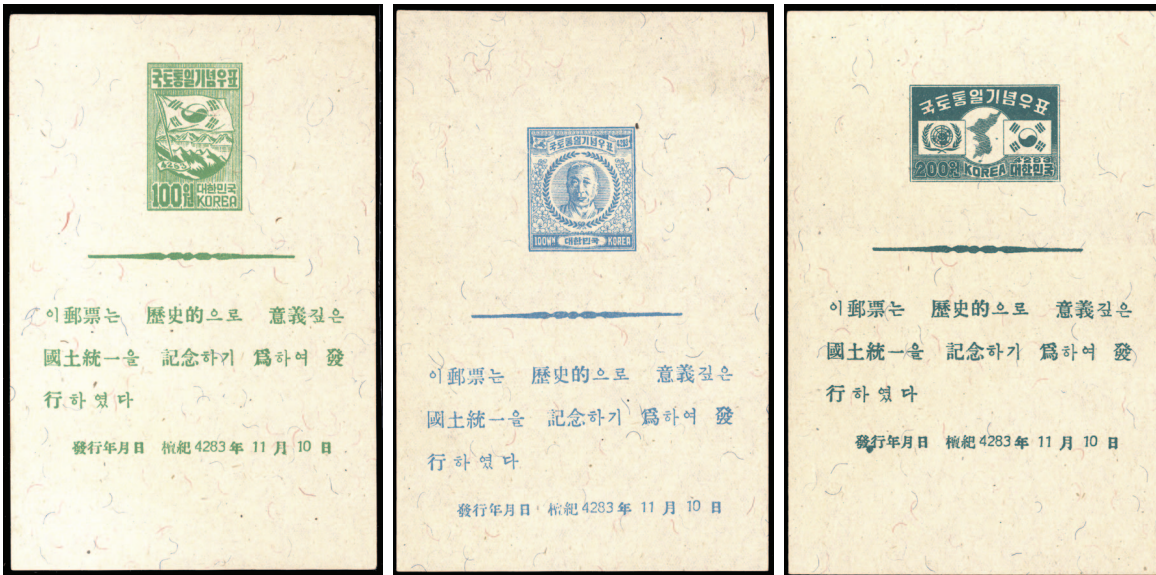 국토통일기념우표
100원 대한민국
KOREA
이郵票는 歷史的으로 意義깊은
國土統一을 記念하기 爲하여 發
行하였다
發行年月日 檀紀4283年 11月 10日
국토통일기념우표
100WN 대한민국 KOREA
이郵票는 歷史的으로 意義깊은
國土統一을 記念하기 爲하여 發
行하였다
發行年月日 檀紀4283年 11月 10日
국토통일기념우표
4283
200원 KOREA 대한민국
이郵票는 歷史的으로 意義깊은
國土統一을 記念하기 爲하여 發
行하였다
發行年月日 檀紀4283年 11月 10日